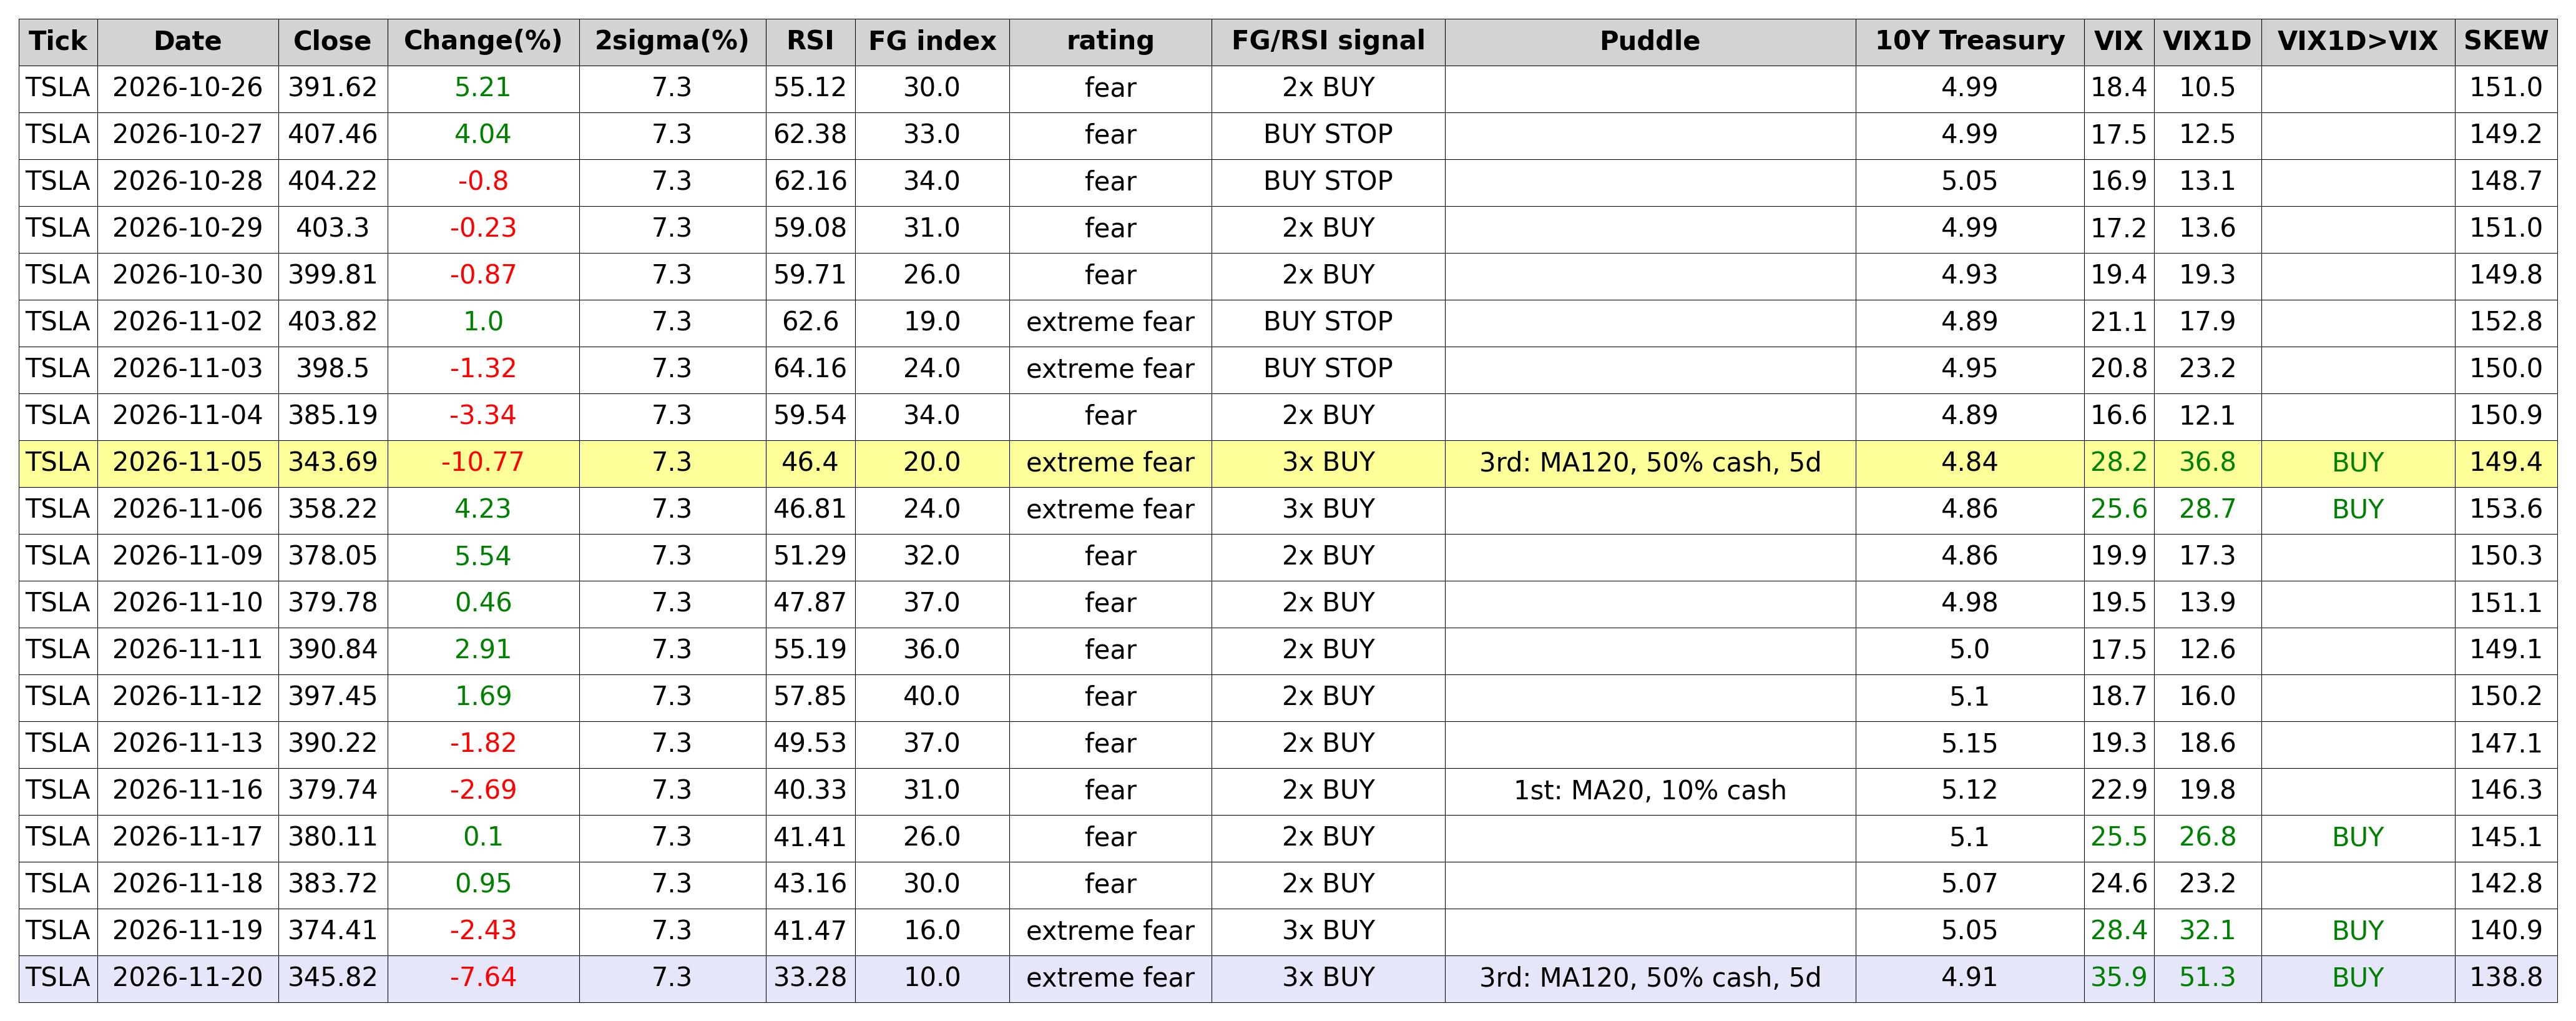 Tick Date Close Change(%) 2sigma(%) RSI FG index rating FG/RSI signal Puddle 10Y Treasury VIX VIX1D VIX1D>VIX SKEW
TSLA 2026-10-26 391.62 5.21 7.3 55.12 30.0 fear 2x BUY 4.99 18.4 10.5 151.0
TSLA 2026-10-27 407.46 4.04 7.3 62.38 33.0 fear BUY STOP 4.99 17.5 12.5 149.2
TSLA 2026-10-28 404.22 -0.8 7.3 62.16 34.0 fear BUY STOP 5.05 16.9 13.1 148.7
TSLA 2026-10-29 403.3 -0.23 7.3 59.08 31.0 fear 2x BUY 4.99 17.2 13.6 151.0
TSLA 2026-10-30 399.81 -0.87 7.3 59.71 26.0 fear 2x BUY 4.93 19.4 19.3 149.8
TSLA 2026-11-02 403.82 1.0 7.3 62.6 19.0 extreme fear BUY STOP 4.89 21.1 17.9 152.8
TSLA 2026-11-03 398.5 -1.32 7.3 64.16 24.0 extreme fear BUY STOP 4.95 20.8 23.2 150.0
TSLA 2026-11-04 385.19 -3.34 7.3 59.54 34.0 fear 2x BUY 4.89 16.6 12.1 150.9
TSLA 2026-11-05 343.69 -10.77 7.3 46.4 20.0 extreme fear 3x BUY 3rd: MA120, 50% cash, 5d 4.84 28.2 36.8 BUY 149.4
TSLA 2026-11-06 358.22 4.23 7.3 46.81 24.0 extreme fear 3x BUY 4.86 25.6 28.7 BUY 153.6
TSLA 2026-11-09 378.05 5.54 7.3 51.29 32.0 fear 2x BUY 4.86 19.9 17.3 150.3
TSLA 2026-11-10 379.78 0.46 7.3 47.87 37.0 fear 2x BUY 4.98 19.5 13.9 151.1
TSLA 2026-11-11 390.84 2.91 7.3 55.19 36.0 fear 2x BUY 5.0 17.5 12.6 149.1
TSLA 2026-11-12 397.45 1.69 7.3 57.85 40.0 fear 2x BUY 5.1 18.7 16.0 150.2
TSLA 2026-11-13 390.22 -1.82 7.3 49.53 37.0 fear 2x BUY 5.15 19.3 18.6 147.1
TSLA 2026-11-16 379.74 -2.69 7.3 40.33 31.0 fear 2x BUY 1st: MA20, 10% cash 5.12 22.9 19.8 146.3
TSLA 2026-11-17 380.11 0.1 7.3 41.41 26.0 fear 2x BUY 5.1 25.5 26.8 BUY 145.1
TSLA 2026-11-18 383.72 0.95 7.3 43.16 30.0 fear 2x BUY 5.07 24.6 23.2 142.8
TSLA 2026-11-19 374.41 -2.43 7.3 41.47 16.0 extreme fear 3x BUY 5.05 28.4 32.1 BUY 140.9
TSLA 2026-11-20 345.82 -7.64 7.3 33.28 10.0 extreme fear 3x BUY 3rd: MA120, 50% cash, 5d 4.91 35.9 51.3 BUY 138.8